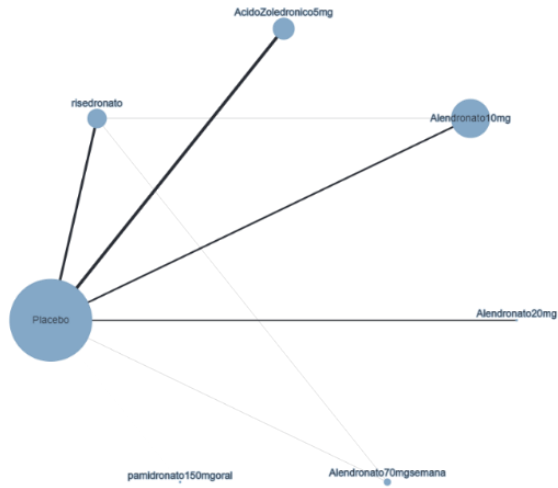 AcidoZoledronico5mg
risedronato
Alendronato10mg
Placebo
Alendronato20mg
pamidronato150mgoral
Alendronato70mgsemana